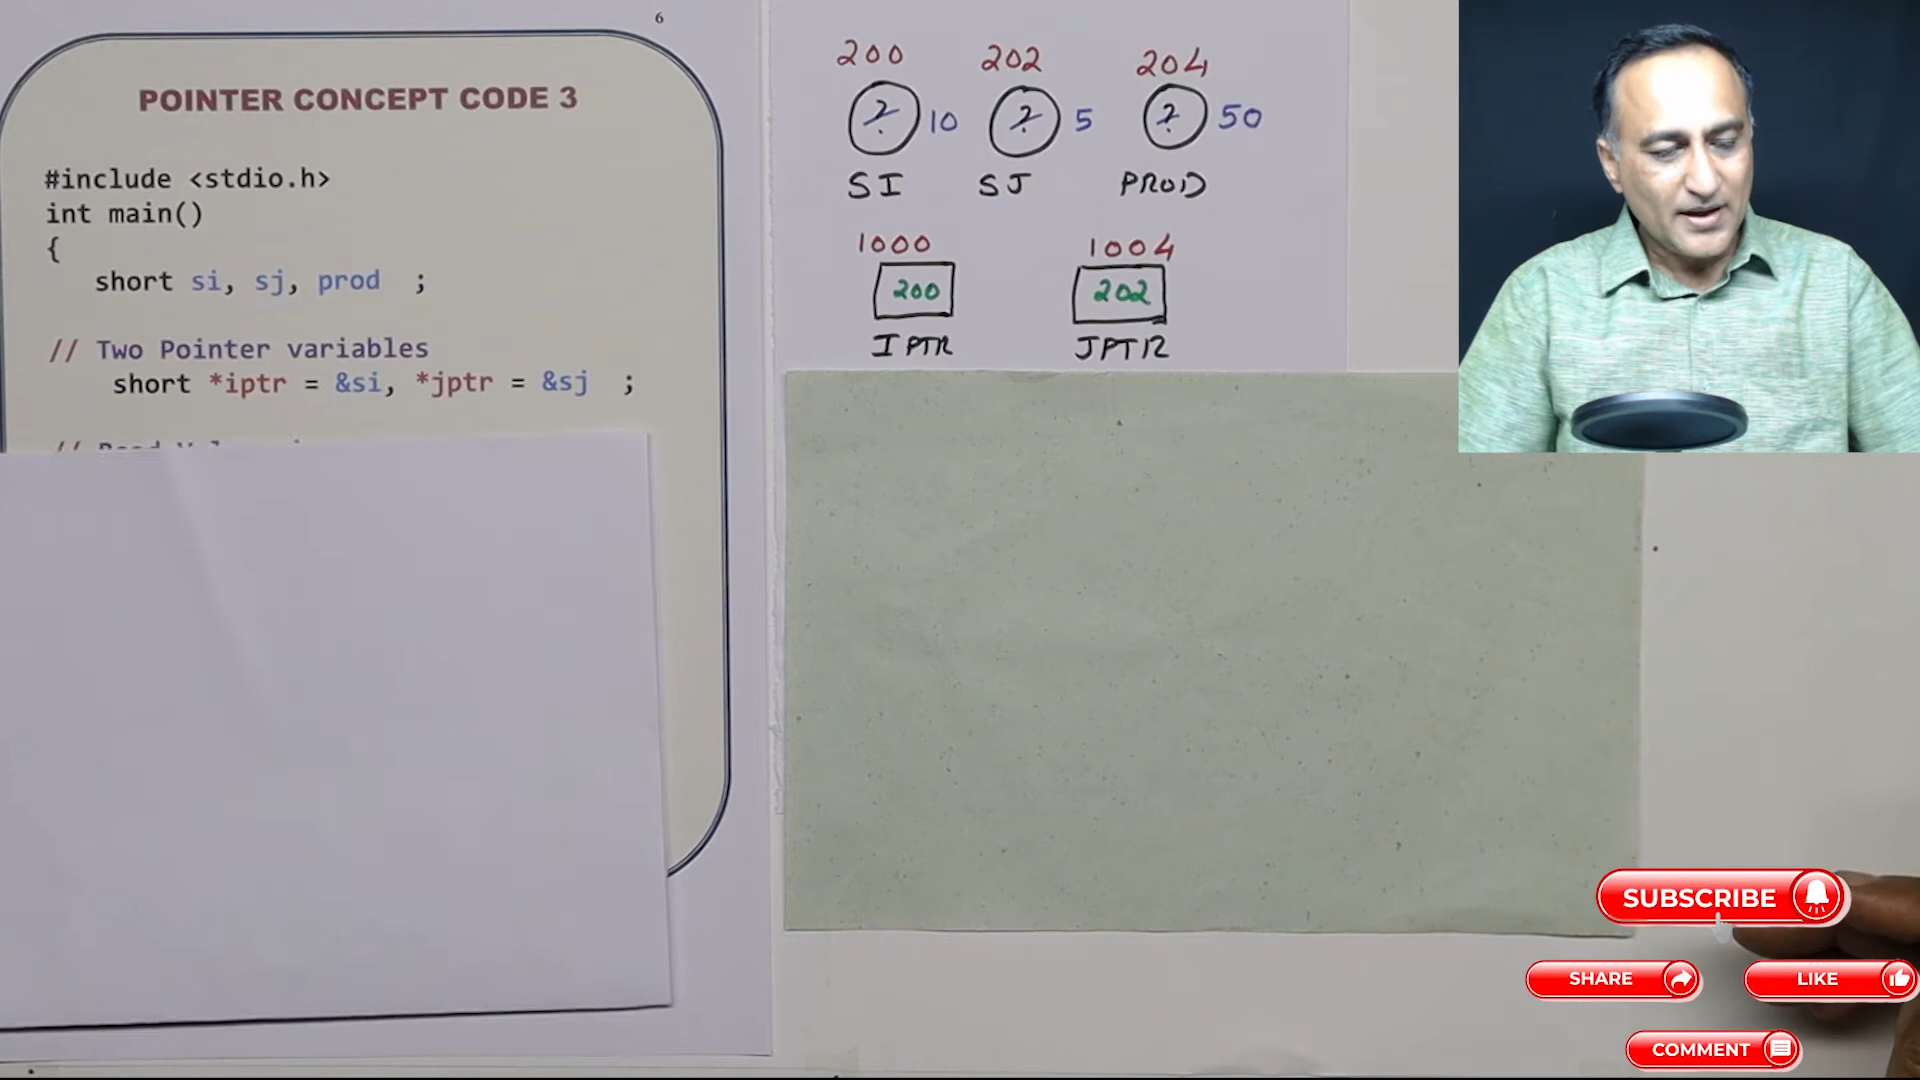 6
POINTER CONCEPT CODE 3
#include <stdio.h>
int main()
{
short si, sj, prod ;
// Two Pointer variables
short *iptr = &si, *jptr = &sj ;
//
200 202 204
? 10 ? 5 ? 50
SI SJ PROD
1000 1004
200 202
IPTR JPTR
SUBSCRIBE
SHARE LIKE
COMMENT